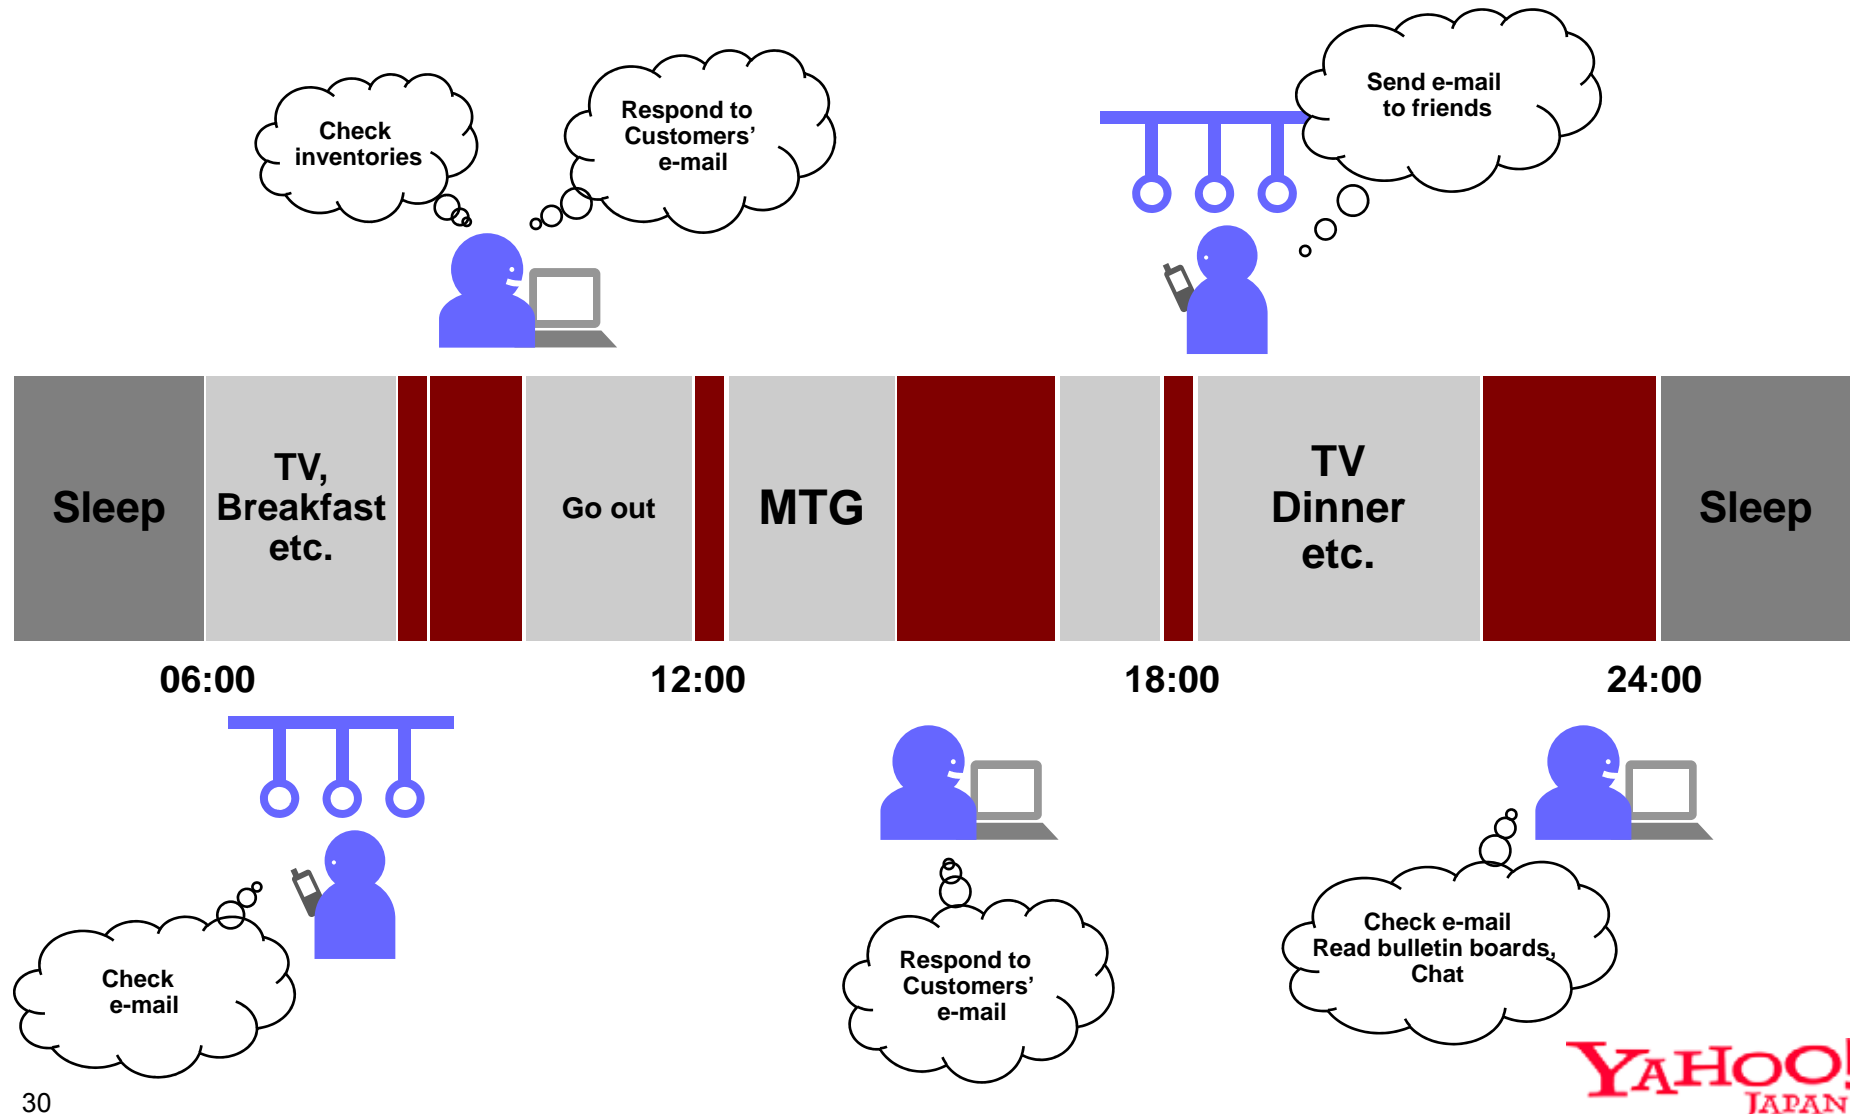 Check
inventories
Respond to
Customers’
e-mail
Send e-mail
to friends
Sleep
TV,
Breakfast
etc.
Go out
MTG
TV
Dinner
etc.
Sleep
06:00
12:00
18:00
24:00
Check
e-mail
Respond to
Customers’
e-mail
Check e-mail
Read bulletin boards,
Chat
YAHOO!
JAPAN
30